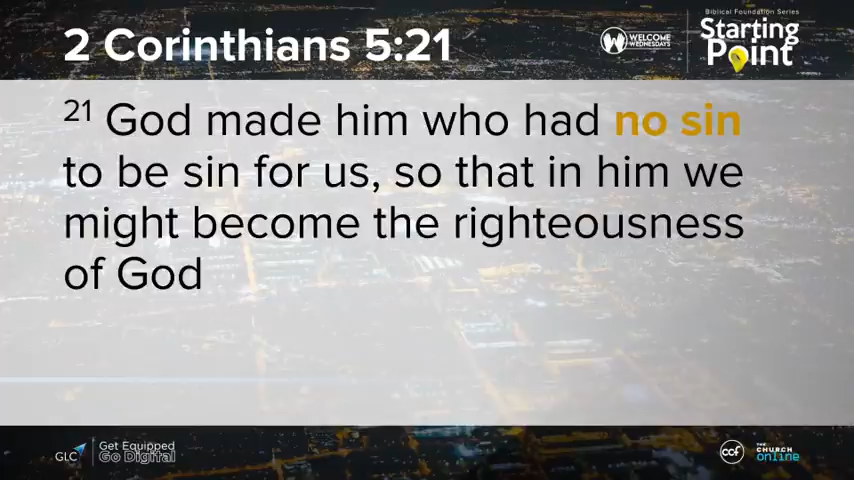 Biblical Foundation Series
2 Corinthians 5:21
WELCOME
WEDNESDAYS
Starting
Point
21 God made him who had no sin
to be sin for us, so that in him we
might become the righteousness
of God
GLC
Get Equipped
Go Digital
ccf
THE
CHURCH
online